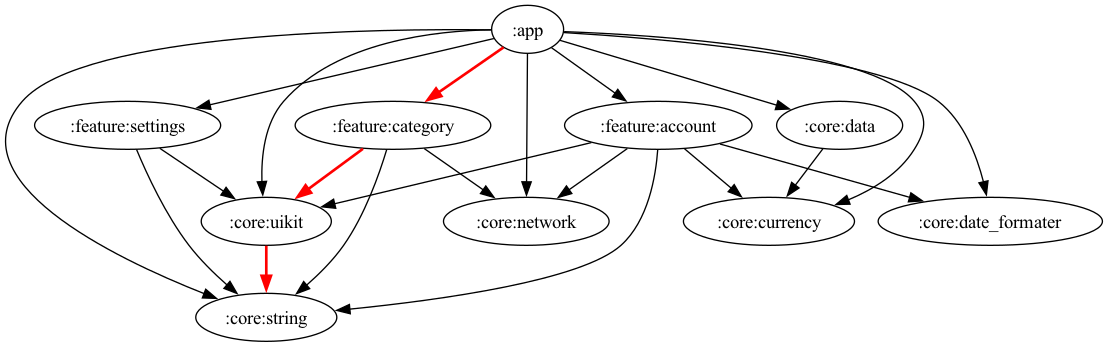 :app
:feature:settings
:feature:category
:feature:account
:core:data
:core:uikit
:core:network
:core:currency
:core:date_formater
:core:string